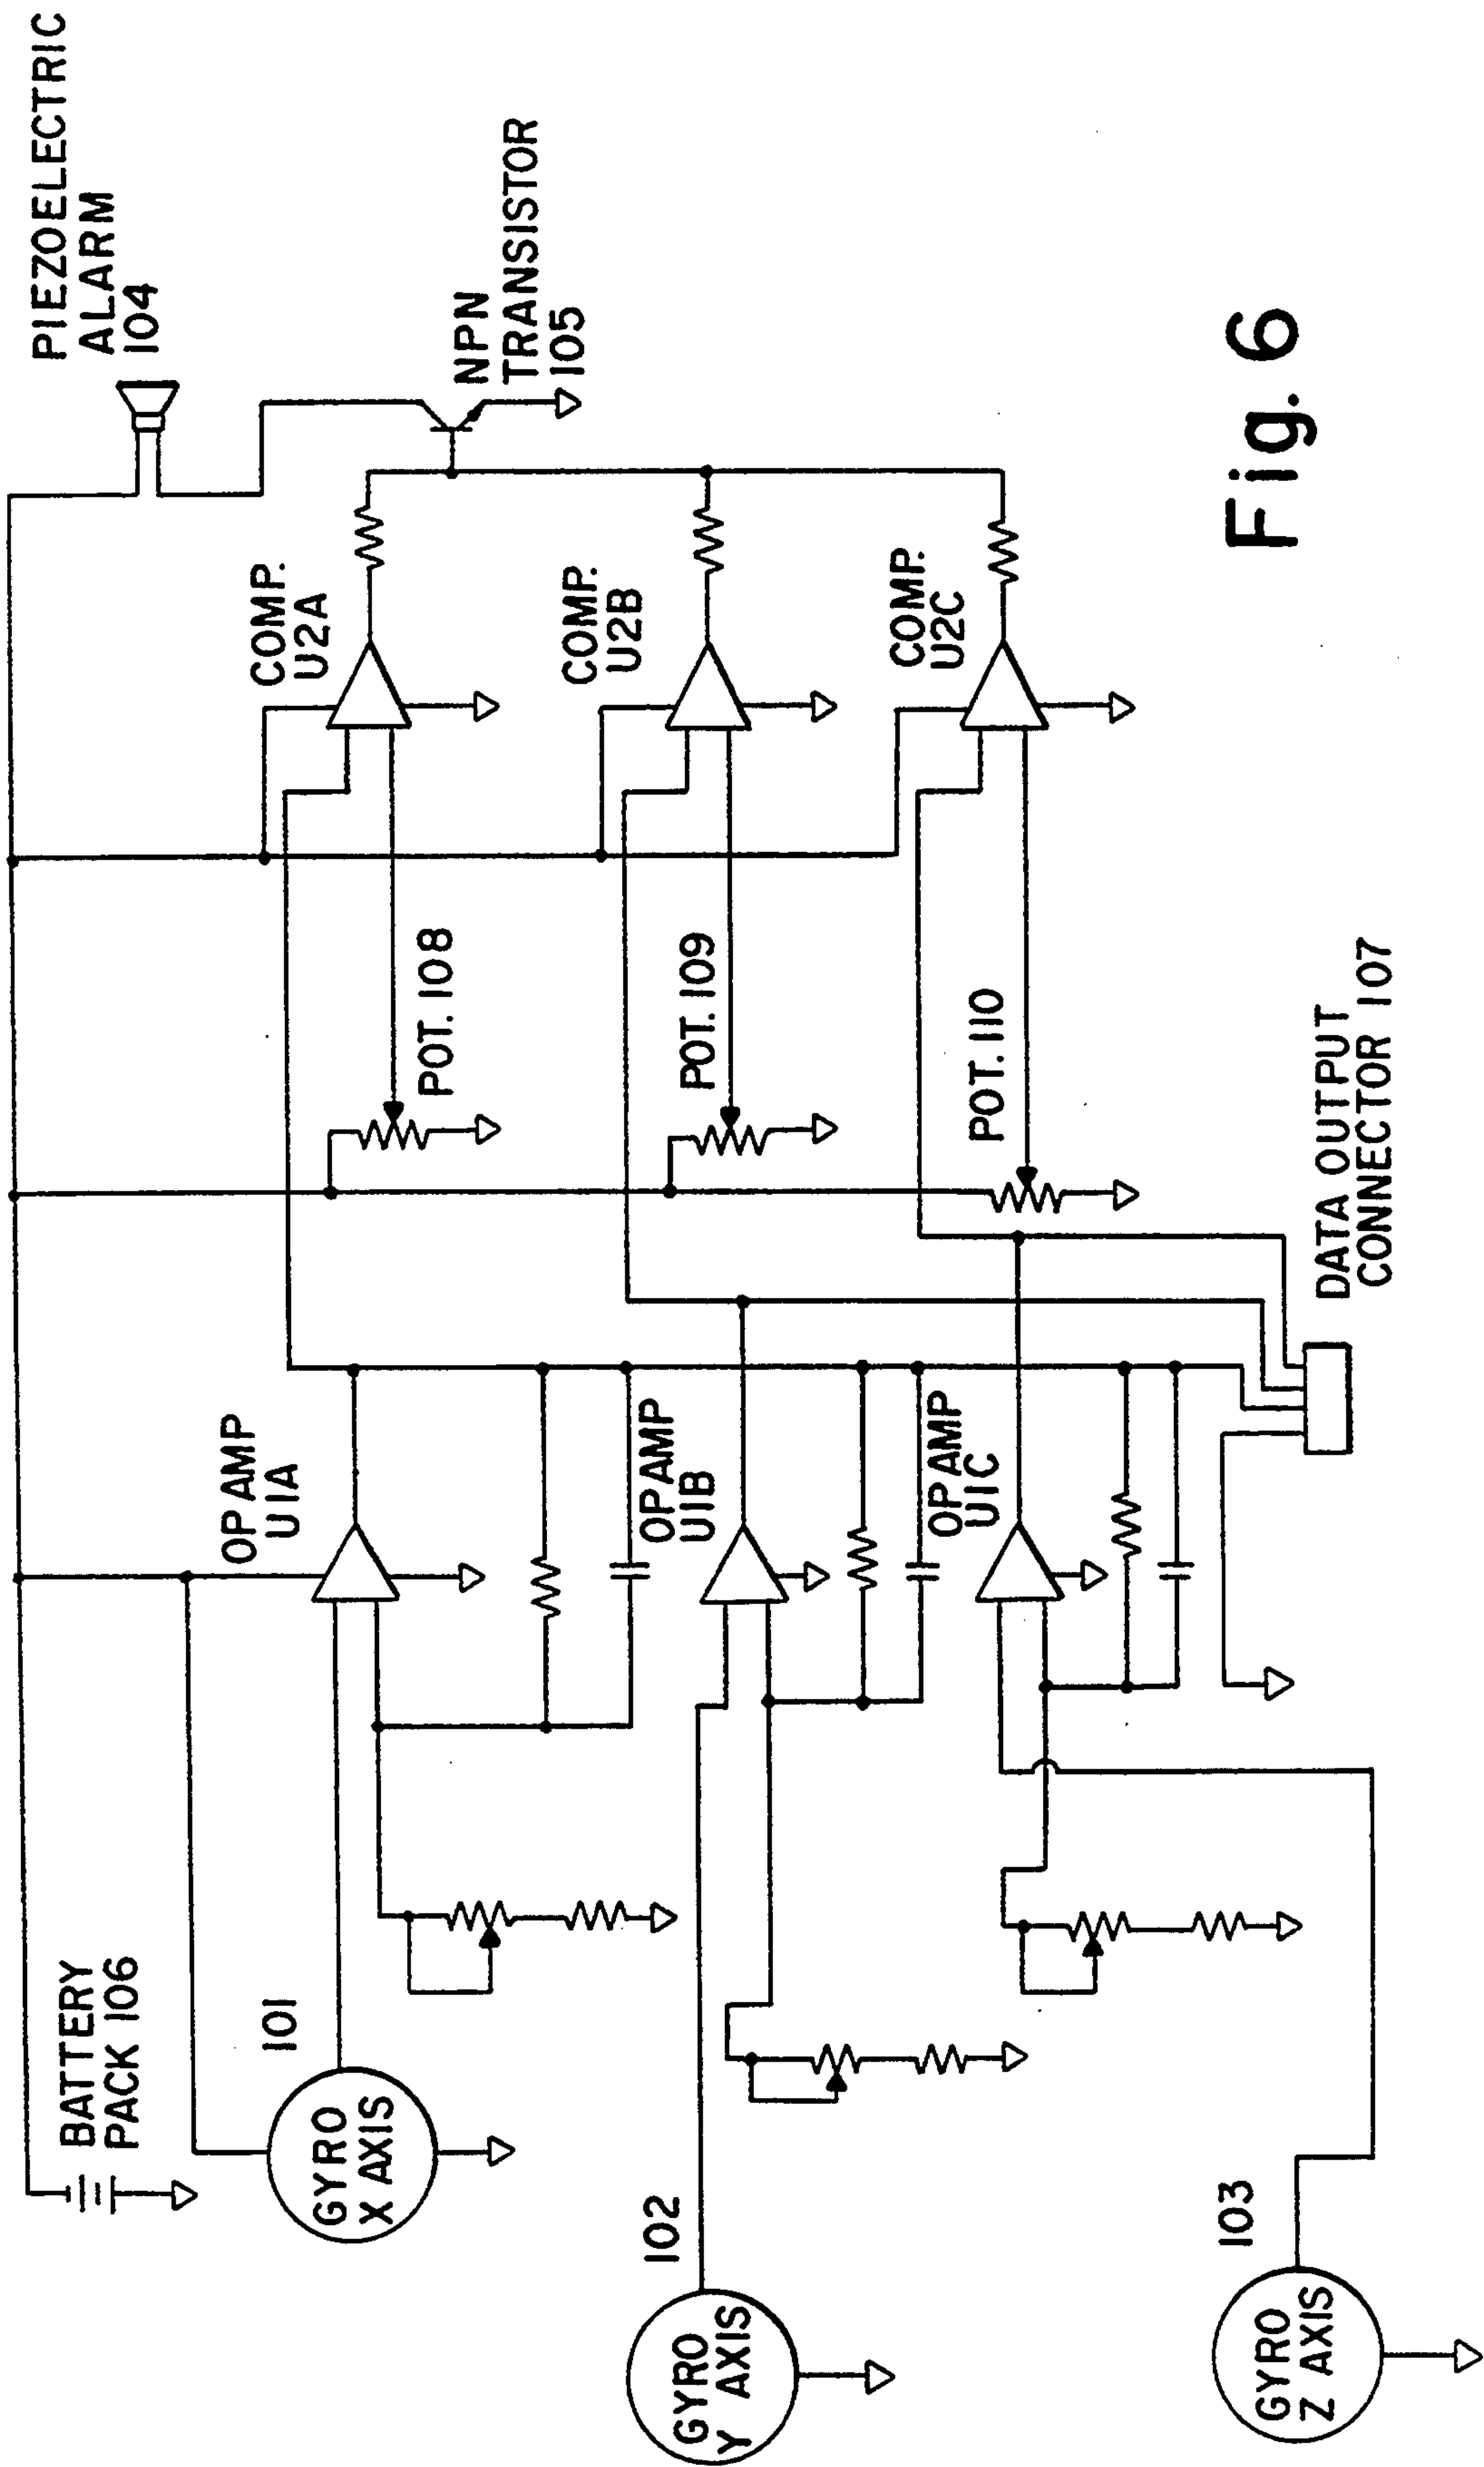 PIEZOELECTRIC
ALARM
104
NPN
TRANSISTOR
105
COMP.
U2A
COMP.
U2B
COMP.
U2C
POT. 108
POT. 109
POT. 110
DATA OUTPUT
CONNECTOR 107
OP AMP
U1A
OP AMP
U1B
OP AMP
U1C
BATTERY
PACK 106
101
GYRO
X AXIS
102
GYRO
Y AXIS
103
GYRO
Z AXIS
Fig. 6